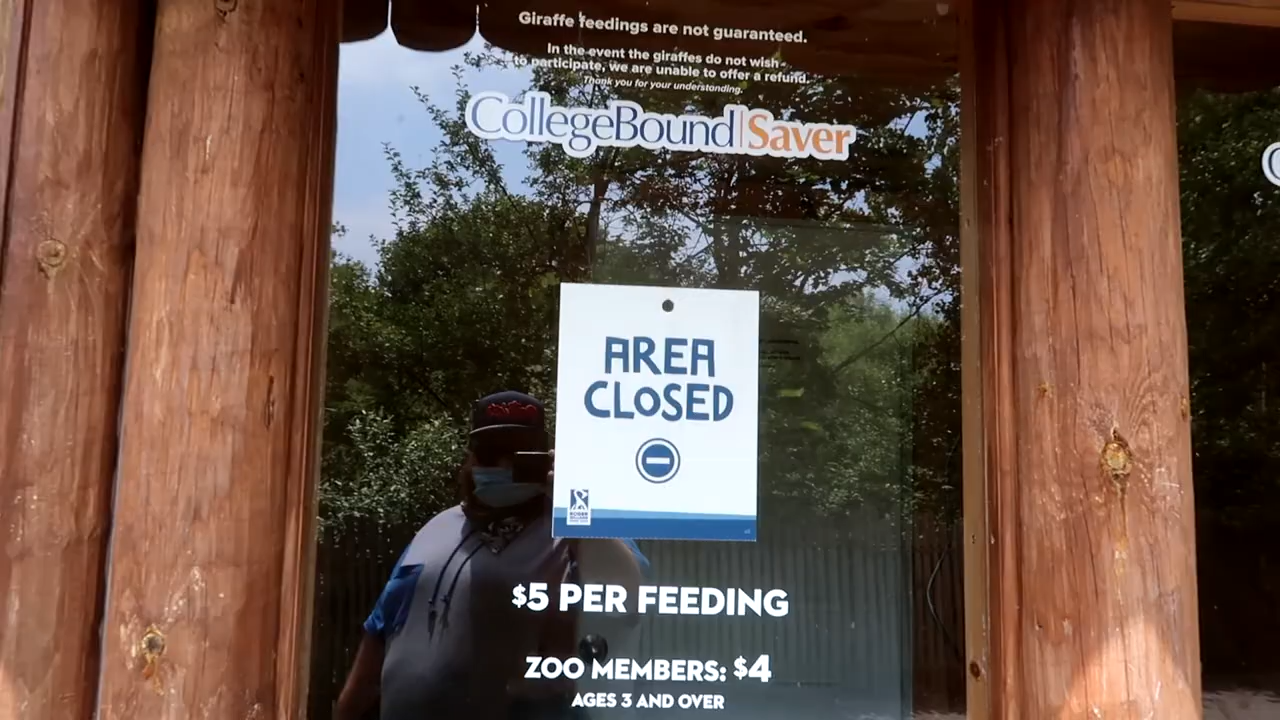 Giraffe feedings are not guaranteed.
In the event the giraffes do not wish
to participate, we are unable to offer a refund.
Thank you for your understanding.
CollegeBound|Saver
AREA
CLOSED
$5 PER FEEDING
ZOO MEMBERS: $4
AGES 3 AND OVER